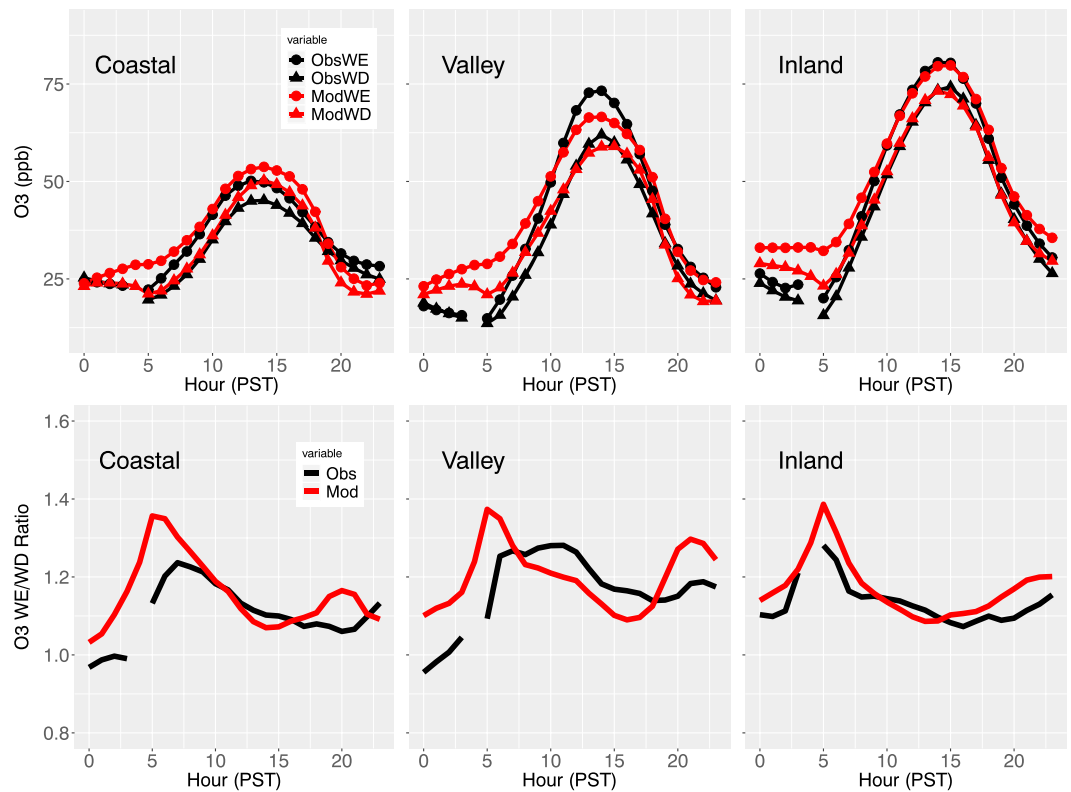 O3 (ppb)
75
50
25
Coastal
variable
ObsWE
ObsWD
ModWE
ModWD
Valley
Inland
0 5 10 15 20
0 5 10 15 20
0 5 10 15 20
Hour (PST)
Hour (PST)
Hour (PST)
O3 WE/WD Ratio
1.6
1.4
1.2
1.0
0.8
Coastal
variable
Obs
Mod
Valley
Inland
0 5 10 15 20
0 5 10 15 20
0 5 10 15 20
Hour (PST)
Hour (PST)
Hour (PST)